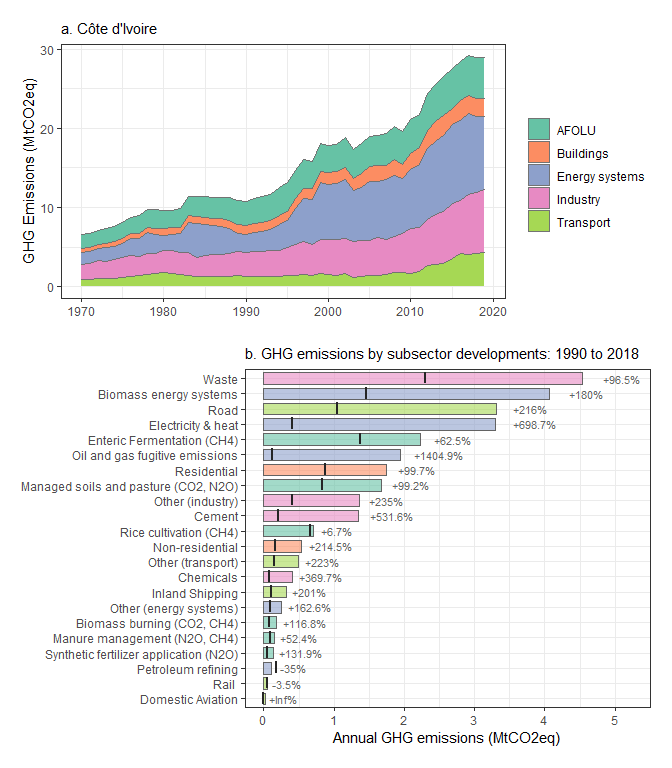 a. Côte d'Ivoire
GHG Emissions (MtCO2eq)
30
20
10
0
1970
1980
1990
2000
2010
2020
AFOLU
Buildings
Energy systems
Industry
Transport
b. GHG emissions by subsector developments: 1990 to 2018
Waste +96.5%
Biomass energy systems +180%
Road +216%
Electricity & heat +698.7%
Enteric Fermentation (CH4) +62.5%
Oil and gas fugitive emissions +1404.9%
Residential +99.7%
Managed soils and pasture (CO2, N2O) +99.2%
Other (industry) +235%
Cement +531.6%
Rice cultivation (CH4) +6.7%
Non-residential +214.5%
Other (transport) +223%
Chemicals +369.7%
Inland Shipping +201%
Other (energy systems) +162.6%
Biomass burning (CO2, CH4) +116.8%
Manure management (N2O, CH4) +52.4%
Synthetic fertilizer application (N2O) +131.9%
Petroleum refining -35%
Rail -3.5%
Domestic Aviation +Inf%
0 1 2 3 4 5
Annual GHG emissions (MtCO2eq)